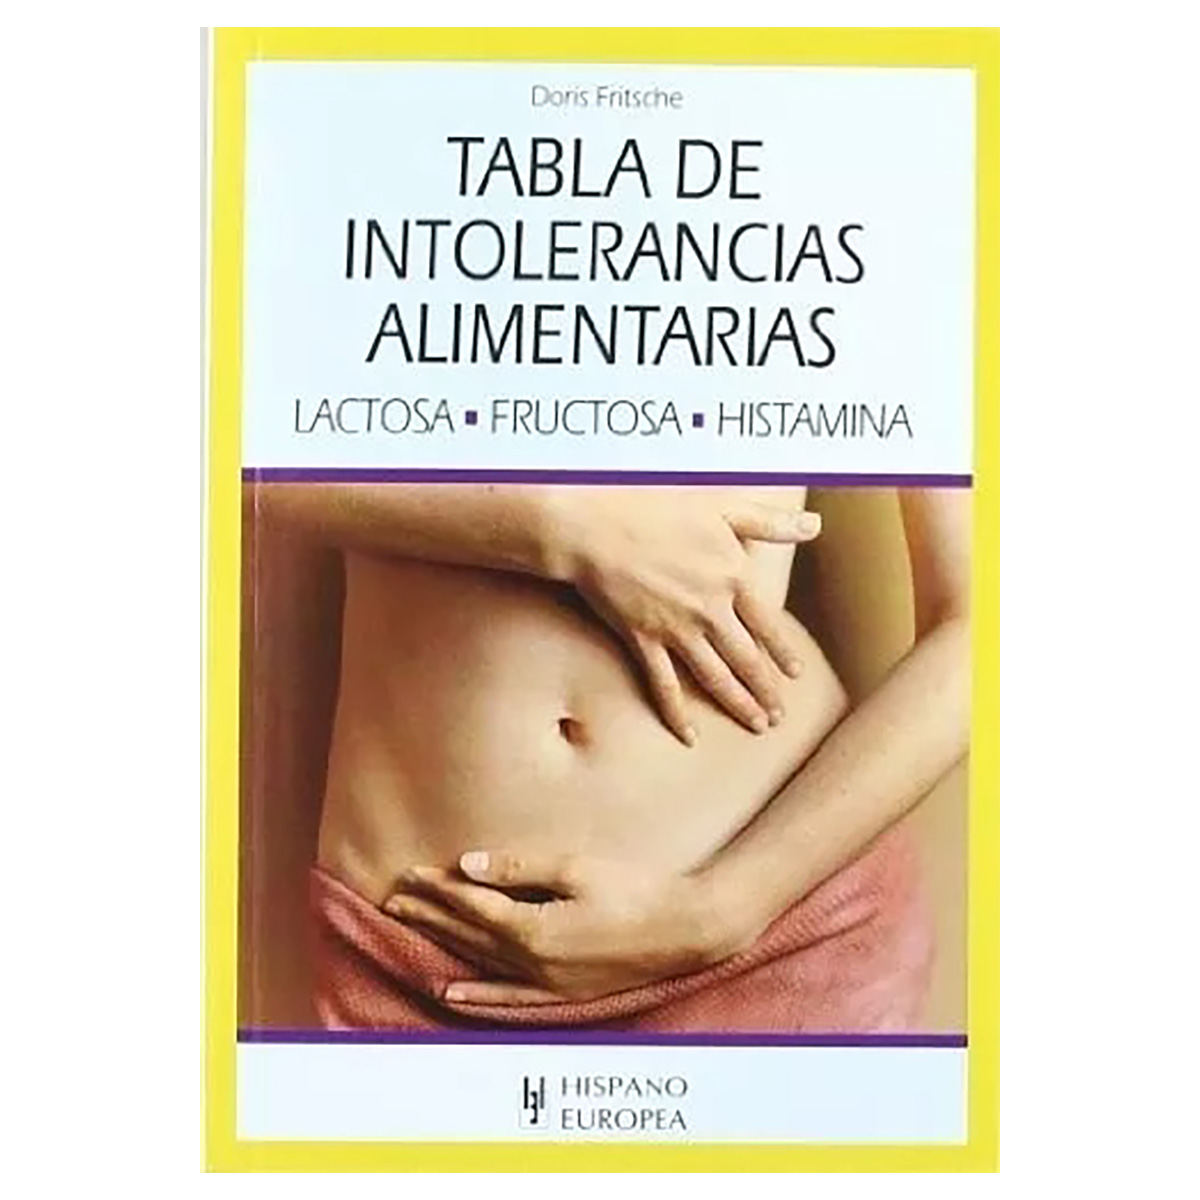 Doris Fritsche
TABLA DE
INTOLERANCIAS
ALIMENTARIAS
LACTOSA ▪ FRUCTOSA ▪ HISTAMINA
HISPANO
EUROPEA